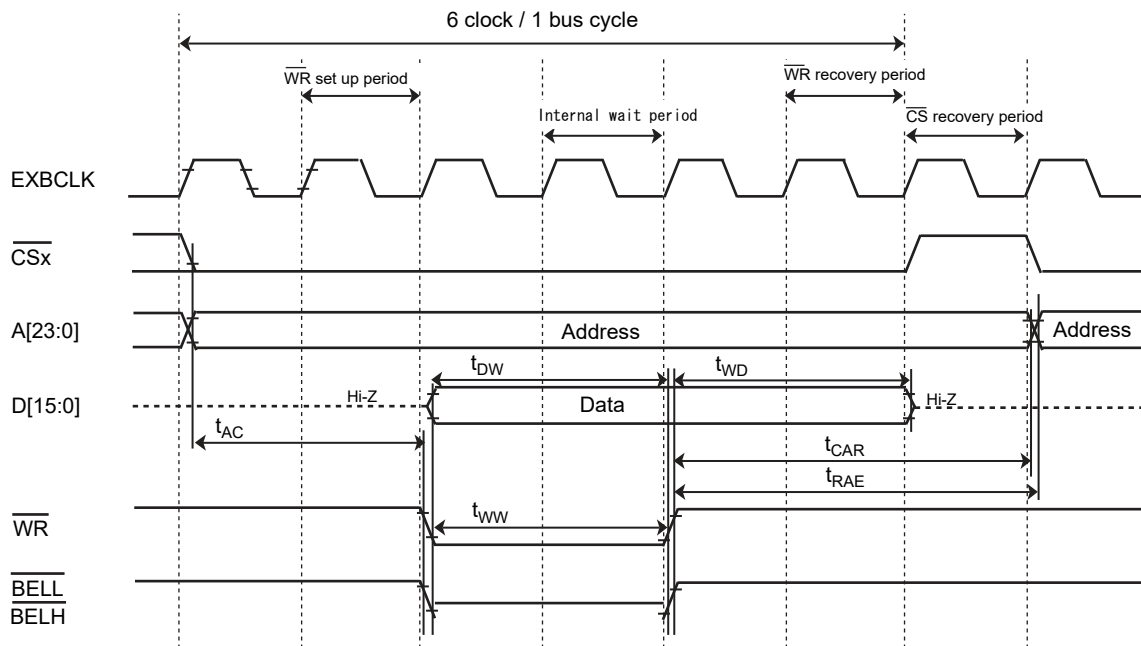 6 clock / 1 bus cycle
WR set up period
WR recovery period
Internal wait period
CS recovery period
EXBCLK
CSx
A[23:0]
Address
Address
tDW
tWD
D[15:0]
Hi-Z
Data
Hi-Z
tAC
tCAR
tRAE
WR
tWW
BELL
BELH